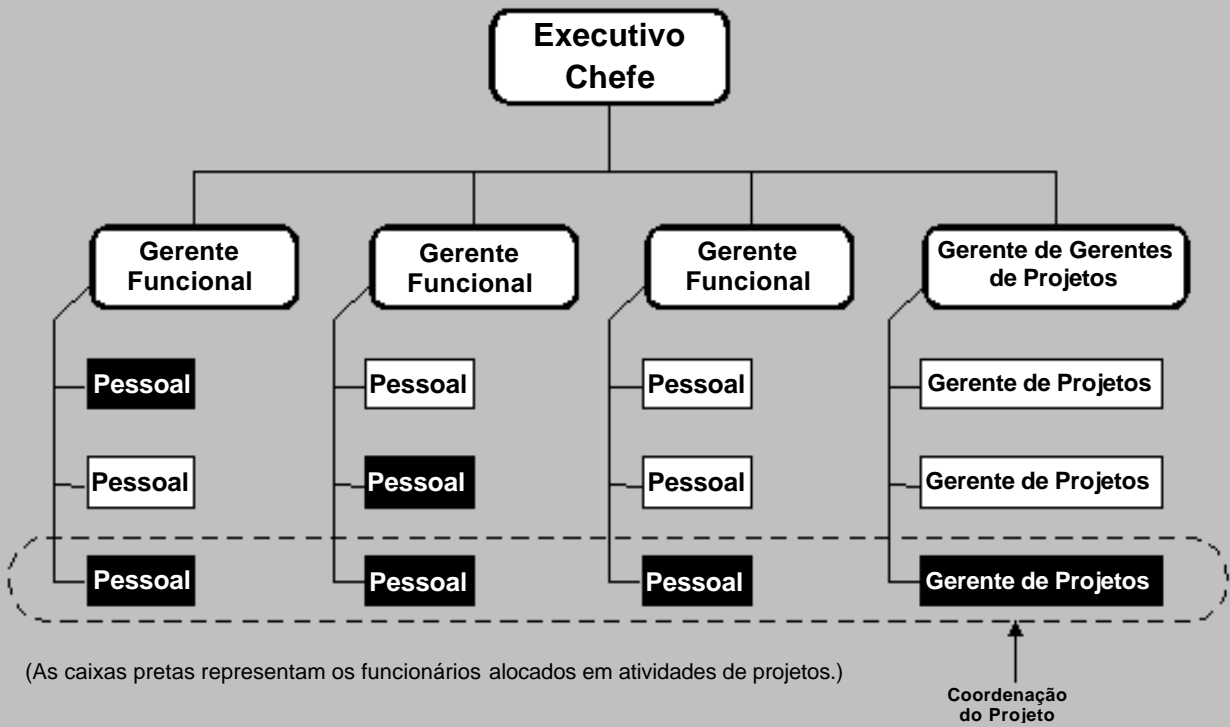 Executivo
Chefe
Gerente
Funcional
Gerente
Funcional
Gerente
Funcional
Gerente de Gerentes
de Projetos
Pessoal
Pessoal
Pessoal
Gerente de Projetos
Pessoal
Pessoal
Pessoal
Gerente de Projetos
Pessoal
Pessoal
Pessoal
Gerente de Projetos
(As caixas pretas representam os funcionários alocados em atividades de projetos.)
Coordenação
do Projeto